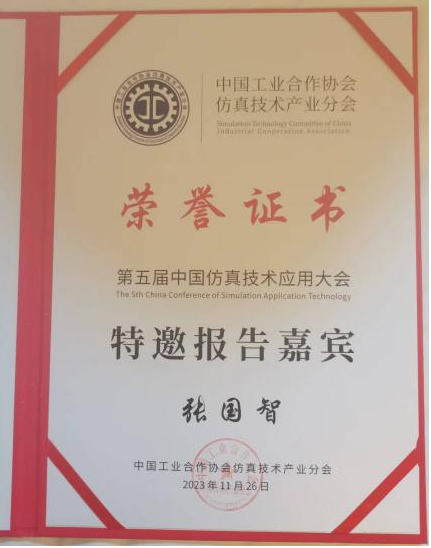 中国工业合作协会
仿真技术产业分会
Simulation Technology Committee of China
Industrial Cooperation Association
荣誉证书
第五届中国仿真技术应用大会
The 5th China Conference of Simulation Application Technology
特邀报告嘉宾
张国智
中国工业合作协会仿真技术产业分会
2023年11月26日